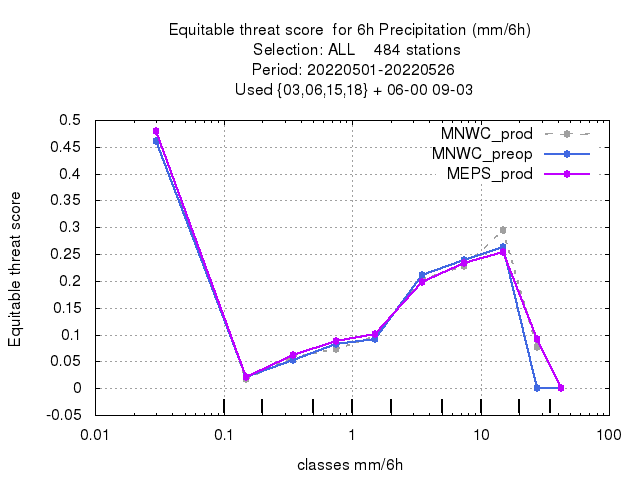 Equitable threat score  for 6h Precipitation (mm/6h)
Selection: ALL    484 stations
Period: 20220501-20220526
Used {03,06,15,18} + 06-00 09-03
MNWC_prod
MNWC_preop
MEPS_prod
Equitable threat score
0.5
0.45
0.4
0.35
0.3
0.25
0.2
0.15
0.1
0.05
0
-0.05
0.01
0.1
1
10
100
classes mm/6h